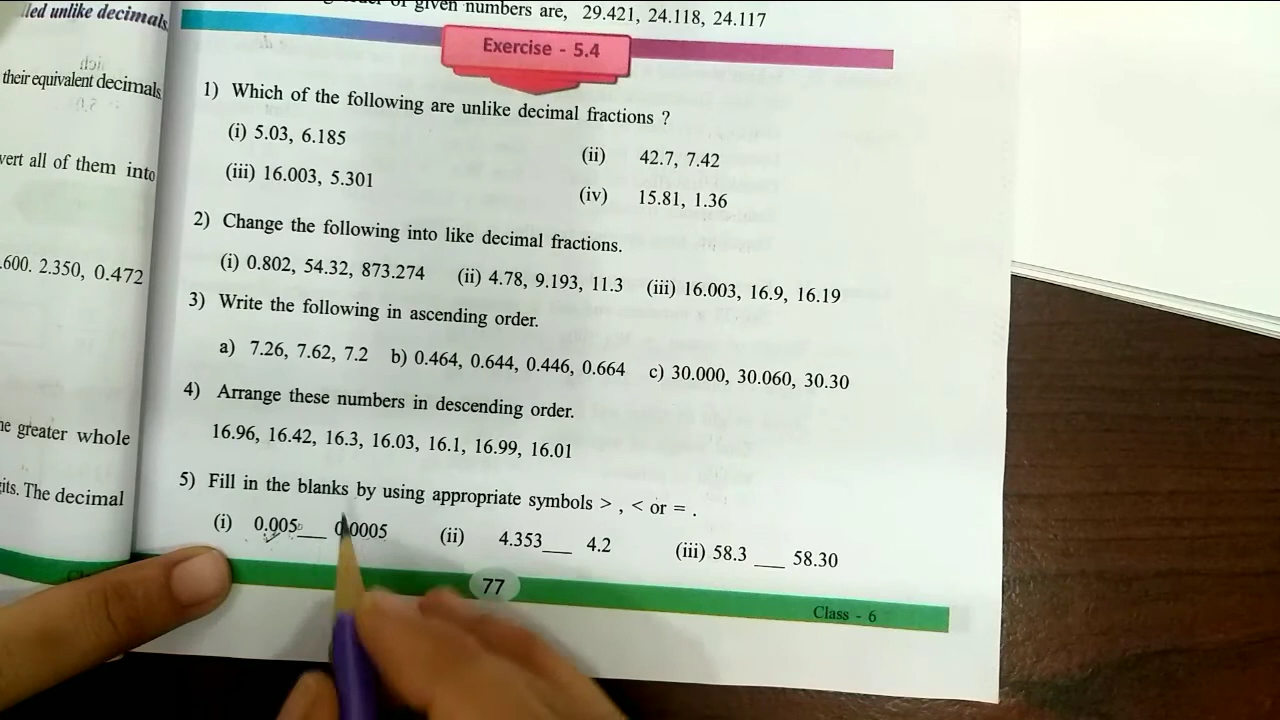 led unlike decimals
their equivalent decimals
vert all of them into
.600. 2.350, 0.472
he greater whole
gits. The decimal
of given numbers are, 29.421, 24.118, 24.117
Exercise - 5.4
1) Which of the following are unlike decimal fractions ?
(i) 5.03, 6.185 (ii) 42.7, 7.42
(iii) 16.003, 5.301 (iv) 15.81, 1.36
2) Change the following into like decimal fractions.
(i) 0.802, 54.32, 873.274 (ii) 4.78, 9.193, 11.3 (iii) 16.003, 16.9, 16.19
3) Write the following in ascending order.
a) 7.26, 7.62, 7.2 b) 0.464, 0.644, 0.446, 0.664 c) 30.000, 30.060, 30.30
4) Arrange these numbers in descending order.
16.96, 16.42, 16.3, 16.03, 16.1, 16.99, 16.01
5) Fill in the blanks by using appropriate symbols > , < or = .
(i) 0.005___ 0.0005 (ii) 4.353___ 4.2 (iii) 58.3 ___ 58.30
77
Class - 6